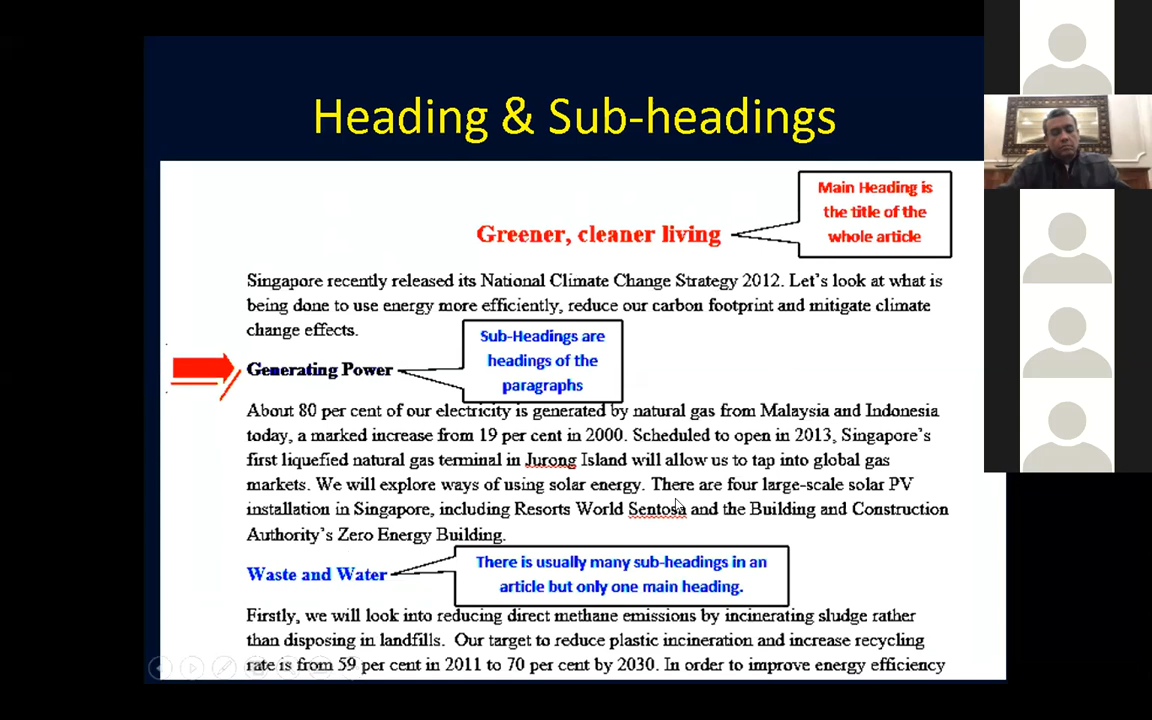 Heading & Sub-headings
Main Heading is
the title of the
whole article
Greener, cleaner living
Singapore recently released its National Climate Change Strategy 2012. Let's look at what is
being done to use energy more efficiently, reduce our carbon footprint and mitigate climate
change effects.
Sub-Headings are
headings of the
paragraphs
Generating Power
About 80 per cent of our electricity is generated by natural gas from Malaysia and Indonesia
today, a marked increase from 19 per cent in 2000. Scheduled to open in 2013, Singapore's
first liquefied natural gas terminal in Jurong Island will allow us to tap into global gas
markets. We will explore ways of using solar energy. There are four large-scale solar PV
installation in Singapore, including Resorts World Sentosa and the Building and Construction
Authority's Zero Energy Building.
There is usually many sub-headings in an
article but only one main heading.
Waste and Water
Firstly, we will look into reducing direct methane emissions by incinerating sludge rather
than disposing in landfills. Our target to reduce plastic incineration and increase recycling
rate is from 59 per cent in 2011 to 70 per cent by 2030. In order to improve energy efficiency